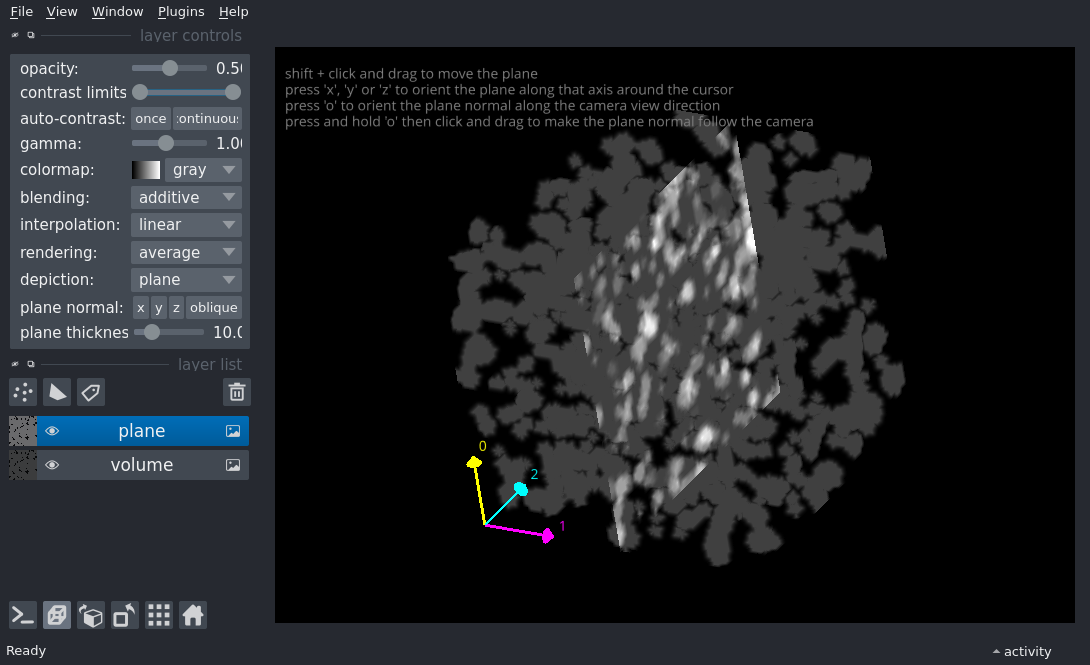 File View Window Plugins Help
layer controls
opacity: 0.5
contrast limits
auto-contrast: once continuous
gamma: 1.0
colormap: gray
blending: additive
interpolation: linear
rendering: average
depiction: plane
plane normal: x y z oblique
plane thicknes 10.0
layer list
plane
volume
shift + click and drag to move the plane
press 'x', 'y' or 'z' to orient the plane along that axis around the cursor
press 'o' to orient the plane normal along the camera view direction
press and hold 'o' then click and drag to make the plane normal follow the camera
0
2
1
Ready
activity